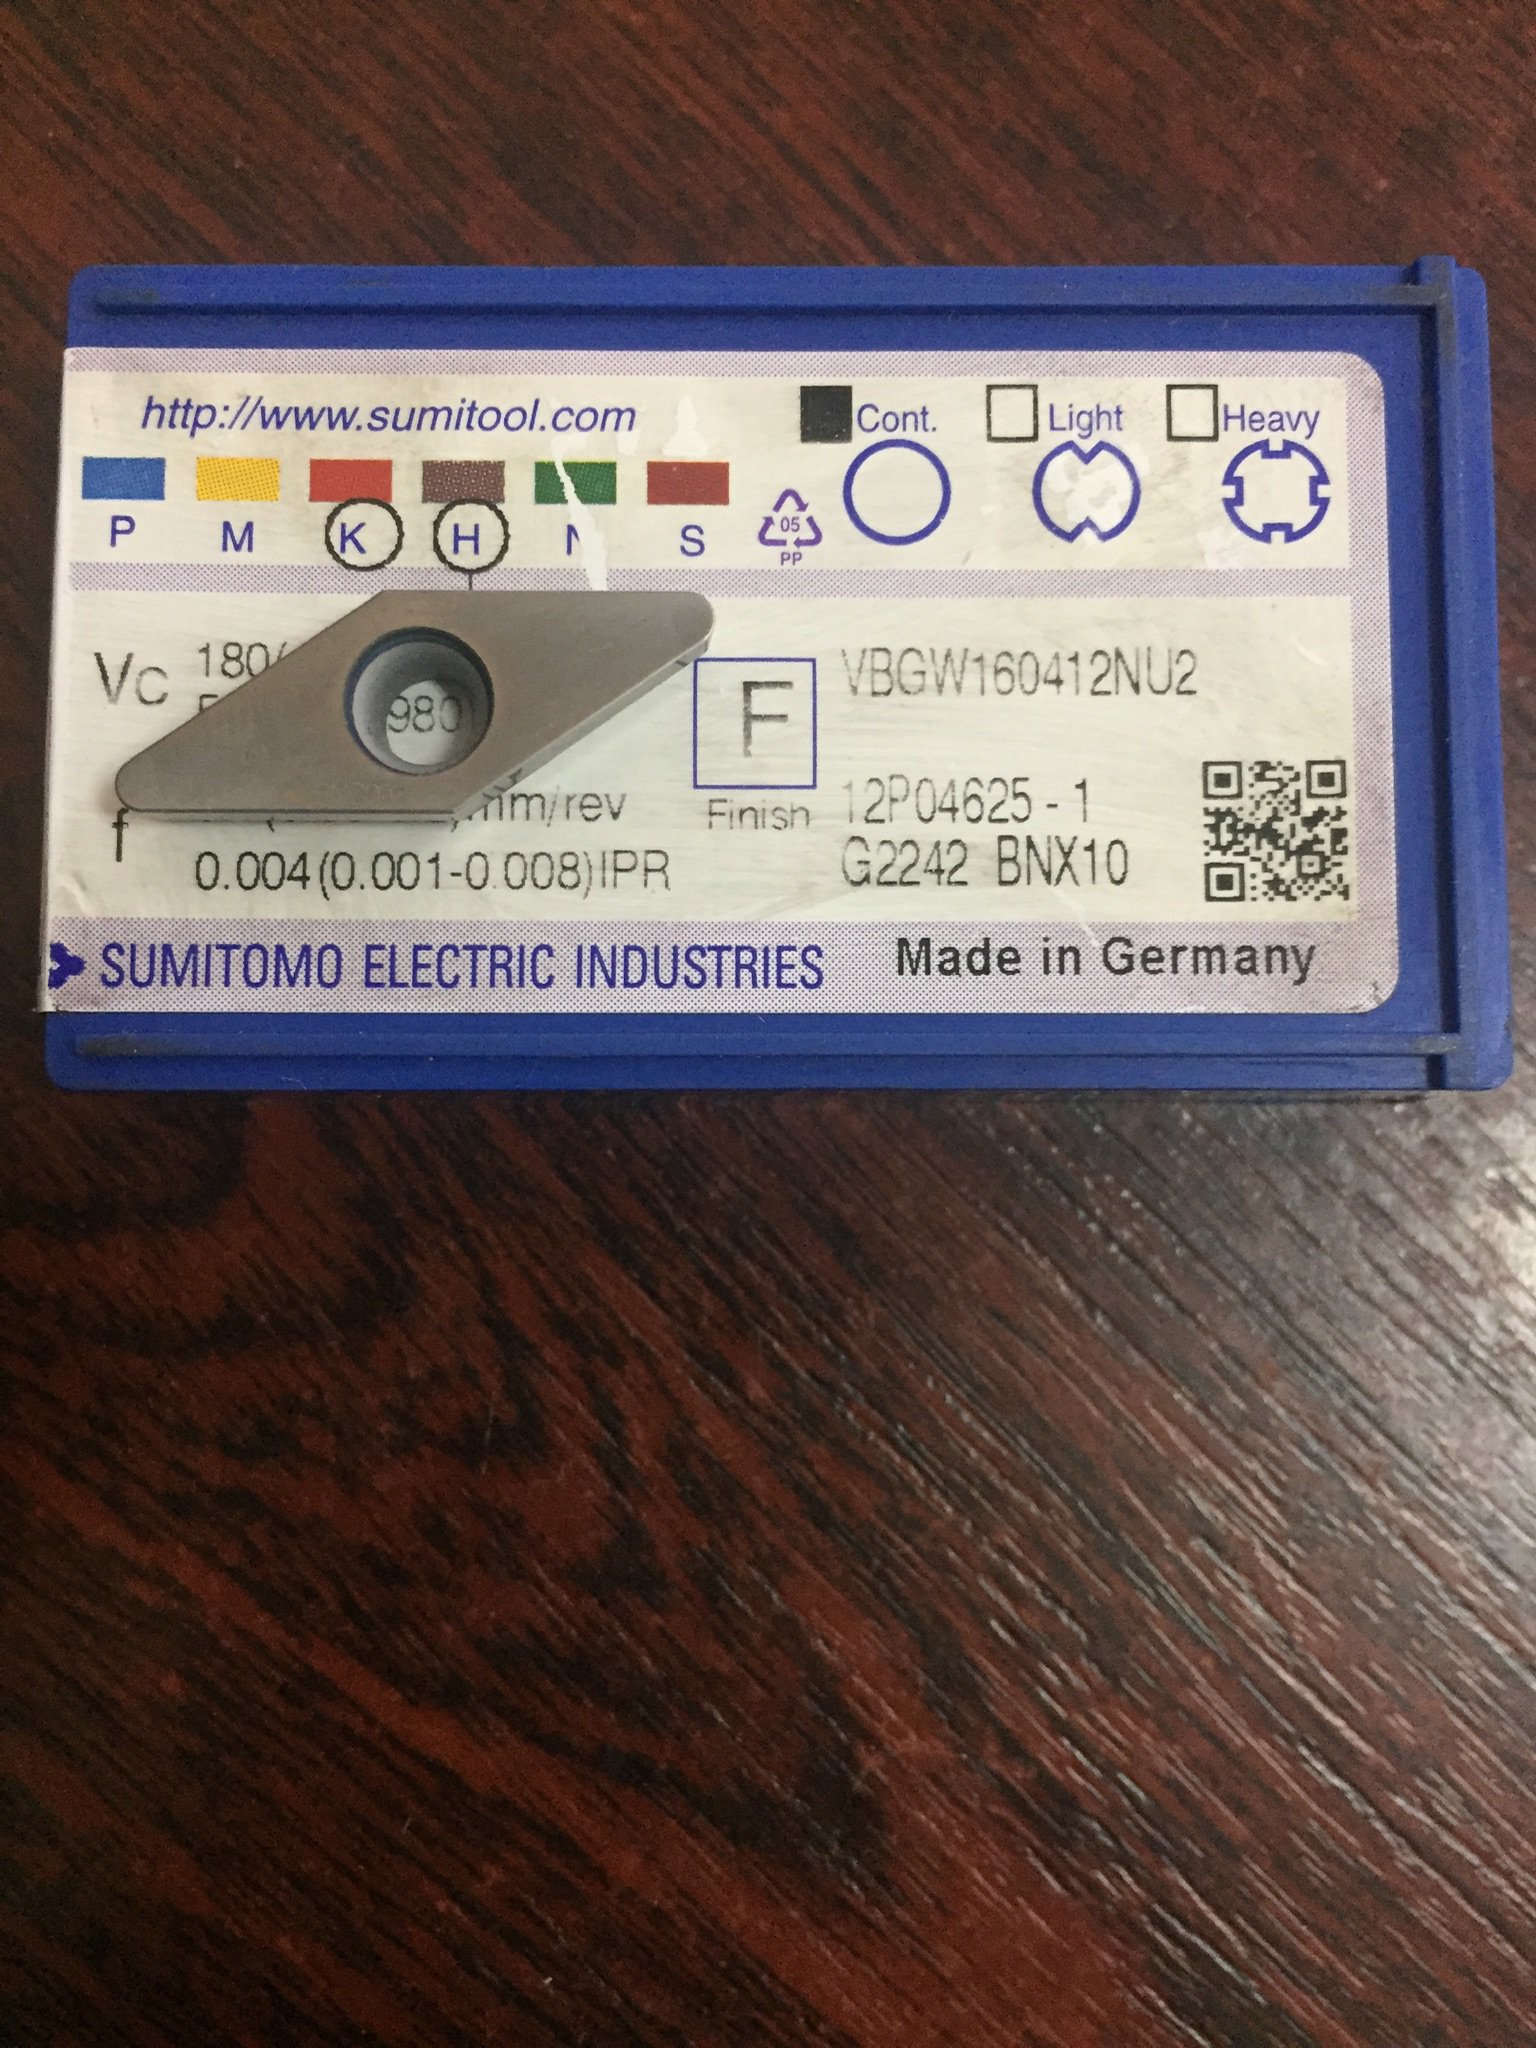 http://www.sumitool.com
Cont. Light Heavy
P M K H N S
05
PP
Vc 180(
980
F
Finish
VBGW160412NU2
12P04625-1
G2242 BNX10
f
mm/rev
0.004(0.001-0.008)IPR
SUMITOMO ELECTRIC INDUSTRIES
Made in Germany